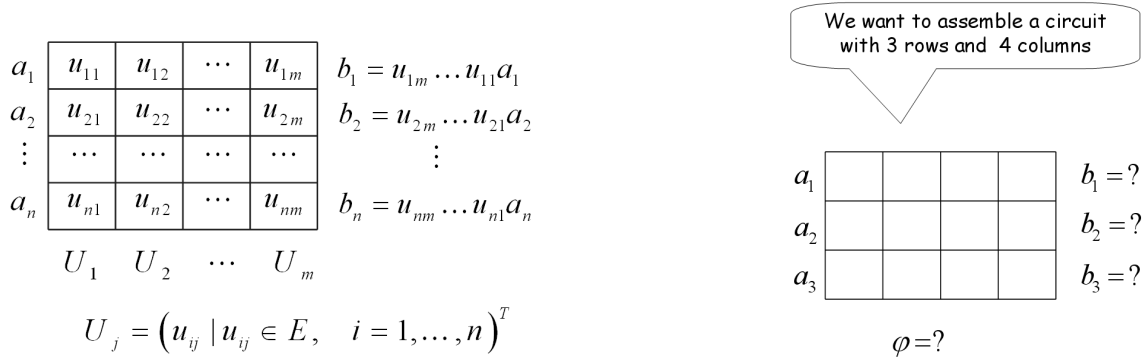 We want to assemble a circuit
with 3 rows and 4 columns
a₁ u₁₁ u₁₂ ⋯ u₁ₘ b₁ = u₁ₘ … u₁₁a₁
a₂ u₂₁ u₂₂ ⋯ u₂ₘ b₂ = u₂ₘ … u₂₁a₂
⋮ ⋯ ⋯ ⋯ ⋯ ⋮
aₙ uₙ₁ uₙ₂ ⋯ uₙₘ bₙ = uₙₘ … uₙ₁aₙ
U₁ U₂ ⋯ Uₘ
Uⱼ = (uᵢⱼ | uᵢⱼ ∈ E, i = 1, … , n)ᵀ
a₁ b₁ = ?
a₂ b₂ = ?
a₃ b₃ = ?
φ = ?